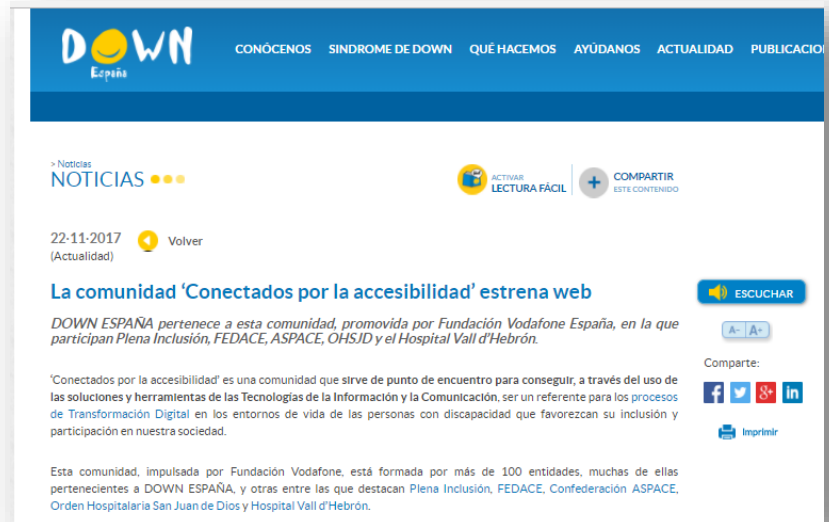 DOWN
España
CONÓCENOS SINDROME DE DOWN QUÉ HACEMOS AYÚDANOS ACTUALIDAD PUBLICACIO
> Noticias
NOTICIAS
ACTIVAR
LECTURA FÁCIL
+
COMPARTIR
ESTE CONTENIDO
22·11·2017
(Actualidad)
Volver
La comunidad ‘Conectados por la accesibilidad’ estrena web
DOWN ESPAÑA pertenece a esta comunidad, promovida por Fundación Vodafone España, en la que
participan Plena Inclusión, FEDACE, ASPACE, OHSJD y el Hospital Vall d'Hebrón.
‘Conectados por la accesibilidad’ es una comunidad que sirve de punto de encuentro para conseguir, a través del uso de
las soluciones y herramientas de las Tecnologías de la Información y la Comunicación, ser un referente para los procesos
de Transformación Digital en los entornos de vida de las personas con discapacidad que favorezcan su inclusión y
participación en nuestra sociedad.
Esta comunidad, impulsada por Fundación Vodafone, está formada por más de 100 entidades, muchas de ellas
pertenecientes a DOWN ESPAÑA, y otras entre las que destacan Plena Inclusión, FEDACE, Confederación ASPACE,
Orden Hospitalaria San Juan de Dios y Hospital Vall d'Hebrón.
ESCUCHAR
A- A+
Comparte:
f 8+ in
Imprimir